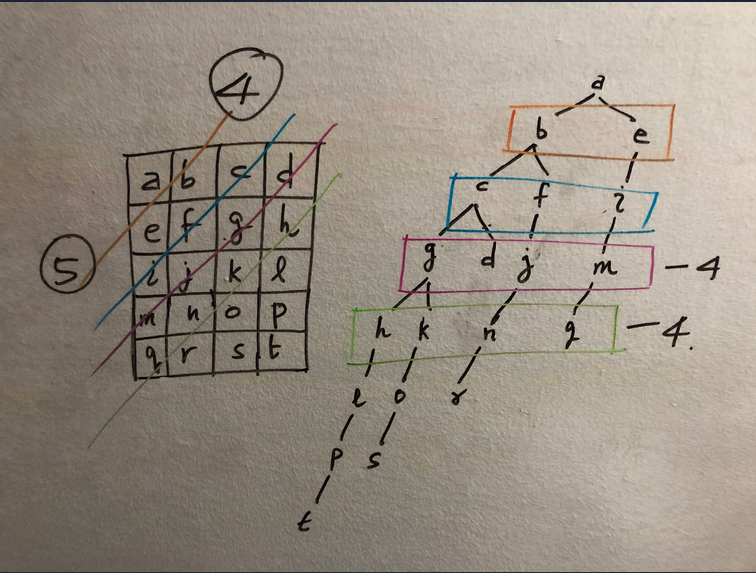 4
5
a b c d
e f g h
i j k l
m n o p
q r s t
a
b e
c f i
g d j m - 4
h k n q - 4.
l o r
p s
t